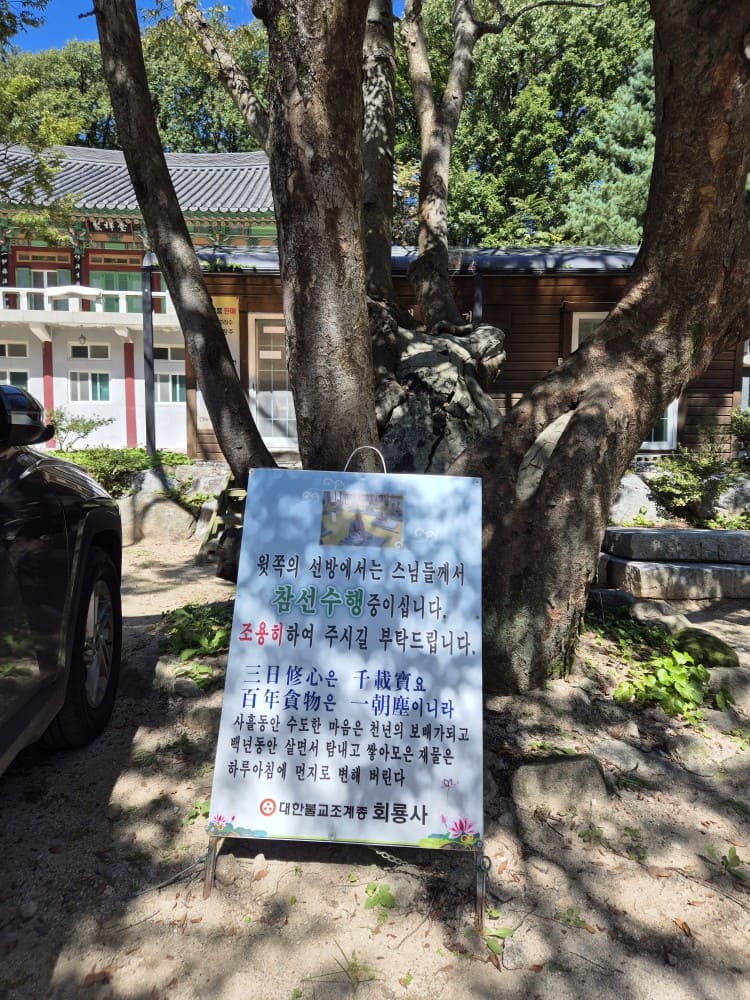 윗쪽의 선방에서는 스님들께서
참선수행중이십니다.
조용히하여 주시길 부탁드립니다.
三日修心은 千載寶요
百年貪物은 一朝塵이니라
사흘동안 수도한 마음은 천년의 보배가되고
백년동안 살면서 탐내고 쌓아모은 재물은
하루아침에 먼지로 변해 버린다
대한불교조계종 회룡사